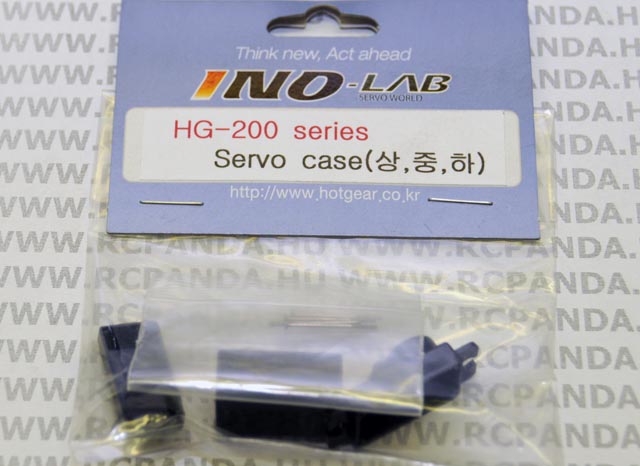 Think new, Act ahead
INO-LAB
SERVO WORLD
HG-200 series
Servo case(상,중,하)
http://www.hotgear.co.kr
WWW.RCPANDA.HU